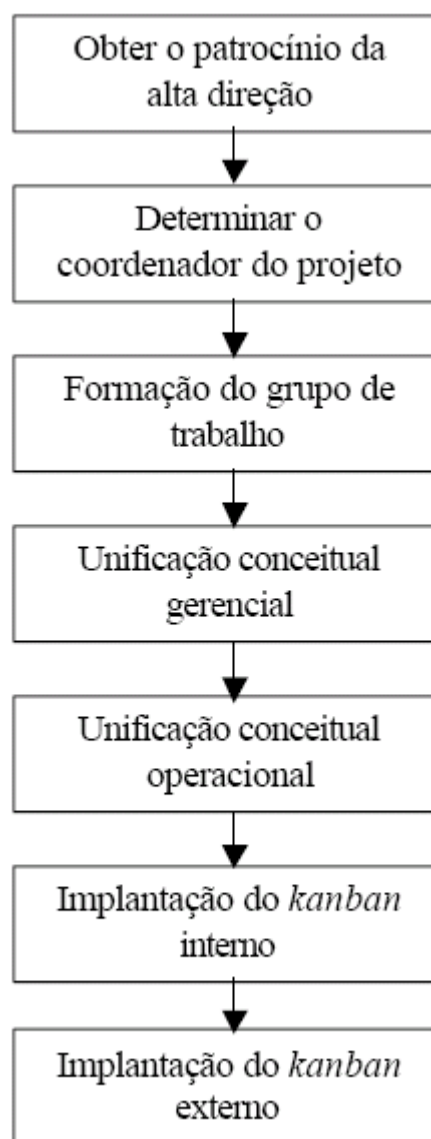 Obter o patrocínio da
alta direção
Determinar o
coordenador do projeto
Formação do grupo de
trabalho
Unificação conceitual
gerencial
Unificação conceitual
operacional
Implantação do kanban
interno
Implantação do kanban
externo